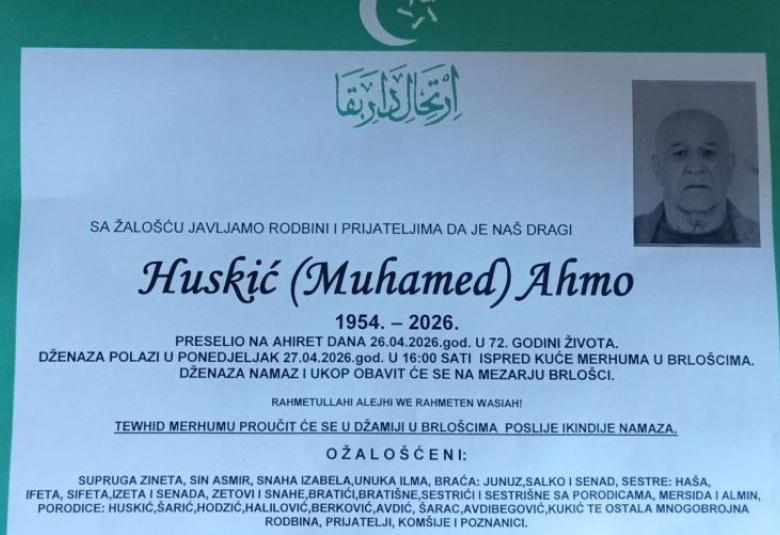 ارتحال دار بقا
SA ŽALOŠĆU JAVLJAMO RODBINI I PRIJATELJIMA DA JE NAŠ DRAGI
Huskić (Muhamed) Ahmo
1954. – 2026.
PRESELIO NA AHIRET DANA 26.04.2026.god. U 72. GODINI ŽIVOTA.
DŽENAZA POLAZI U PONEDJELJAK 27.04.2026.god. U 16:00 SATI ISPRED KUĆE MERHUMA U BRLOŠCIMA.
DŽENAZA NAMAZ I UKOP OBAVIT ĆE SE NA MEZARJU BRLOŠCI.
RAHMETULLAHI ALEJHI WE RAHMETEN WASIAH!
TEWHID MERHUMU PROUČIT ĆE SE U DŽAMIJI U BRLOŠCIMA POSLIJE IKINDIJE NAMAZA.
OŽALOŠĆENI:
SUPRUGA ZINETA, SIN ASMIR, SNAHA IZABELA,UNUKA ILMA, BRAĆA: JUNUZ,SALKO I SENAD, SESTRE: HAŠA,
IFETA, SIFETA,IZETA I SENADA, ZETOVI I SNAHE,BRATIĆI,BRATIŠNE,SESTRIĆI I SESTRIŠNE SA PORODICAMA, MERSIDA I ALMIN,
PORODICE: HUSKIĆ,ŠARIĆ,HODZIĆ,HALILOVIĆ,BERKOVIĆ,AVDIĆ, ŠARAC,AVDIBEGOVIĆ,KUKIĆ TE OSTALA MNOGOBROJNA
RODBINA, PRIJATELJI, KOMŠIJE I POZNANICI.